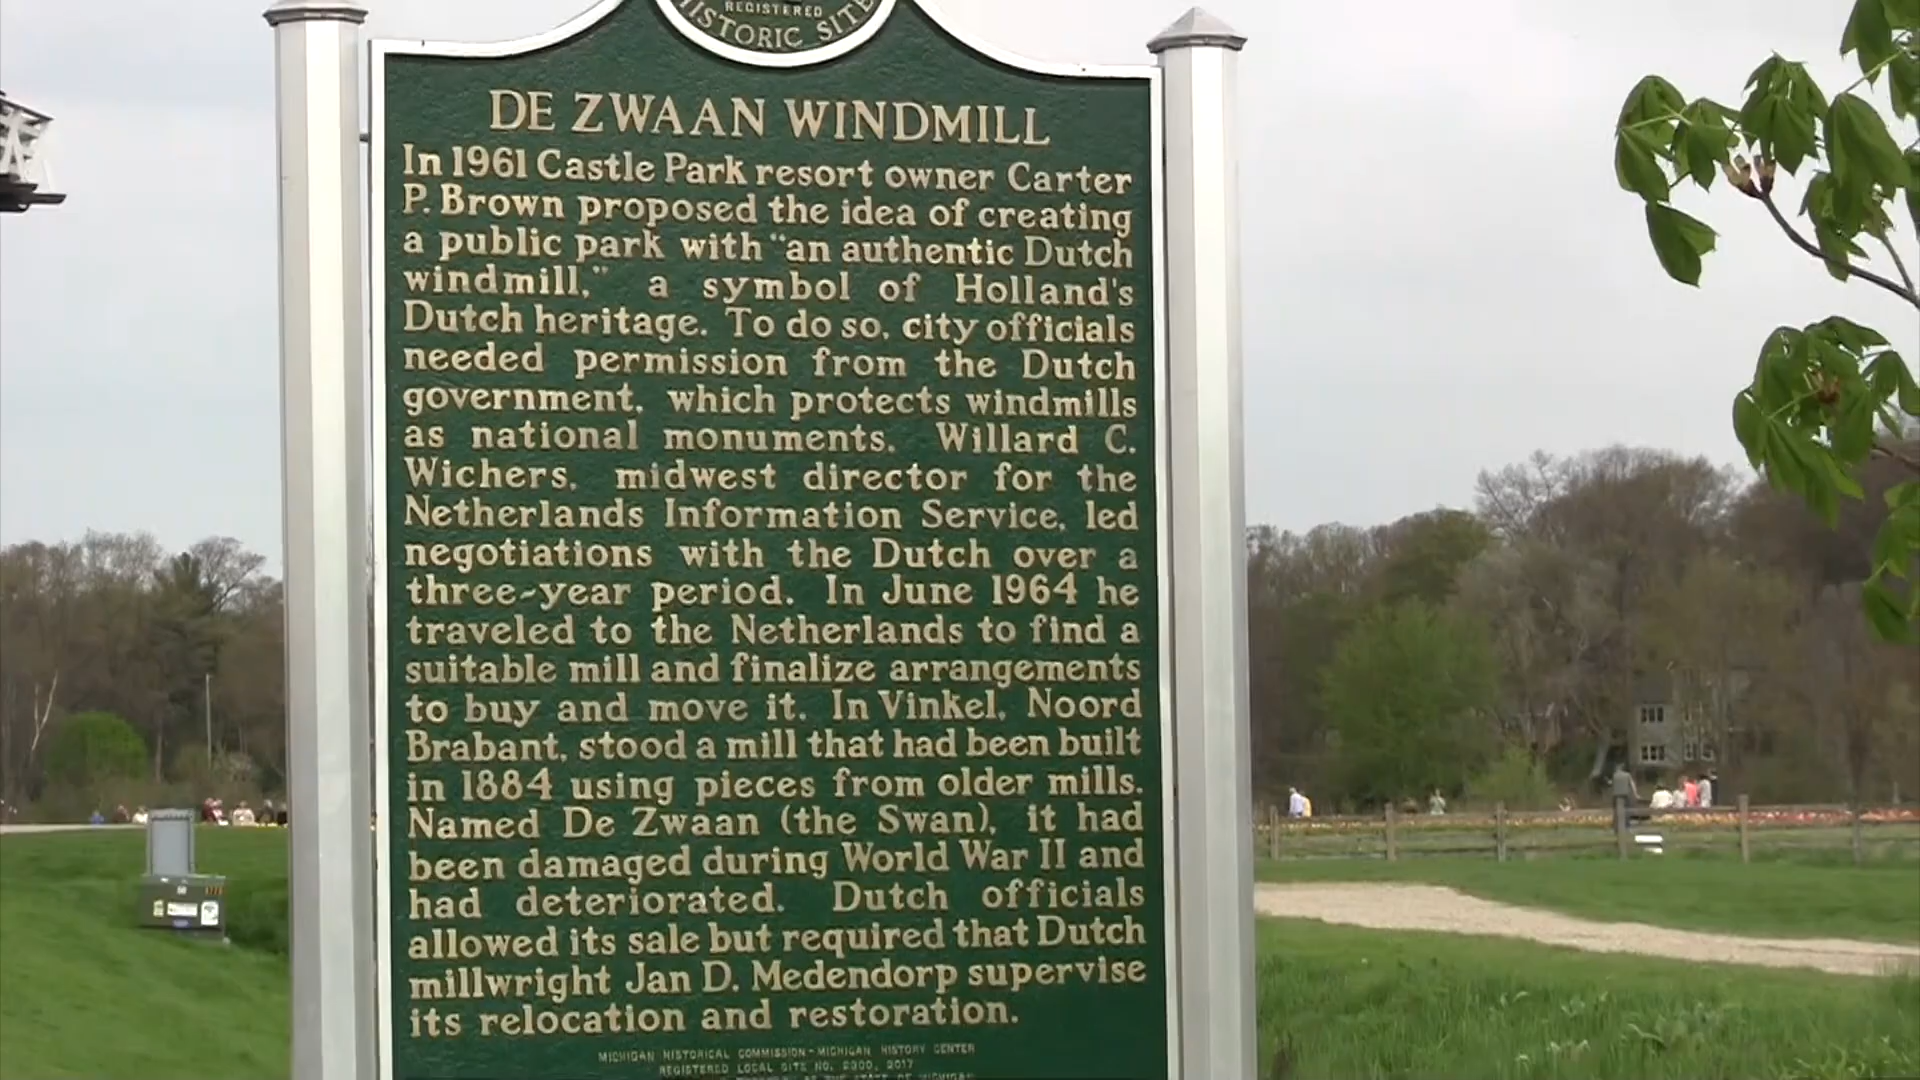 REGISTERED
HISTORIC SITE
DE ZWAAN WINDMILL
In 1961 Castle Park resort owner Carter
P. Brown proposed the idea of creating
a public park with "an authentic Dutch
windmill," a symbol of Holland's
Dutch heritage. To do so, city officials
needed permission from the Dutch
government, which protects windmills
as national monuments. Willard C.
Wichers, midwest director for the
Netherlands Information Service, led
negotiations with the Dutch over a
three-year period. In June 1964 he
traveled to the Netherlands to find a
suitable mill and finalize arrangements
to buy and move it. In Vinkel, Noord
Brabant, stood a mill that had been built
in 1884 using pieces from older mills.
Named De Zwaan (the Swan), it had
been damaged during World War II and
had deteriorated. Dutch officials
allowed its sale but required that Dutch
millwright Jan D. Medendorp supervise
its relocation and restoration.
MICHIGAN HISTORICAL COMMISSION-MICHIGAN HISTORY CENTER
REGISTERED LOCAL SITE NO. 2300, 2017